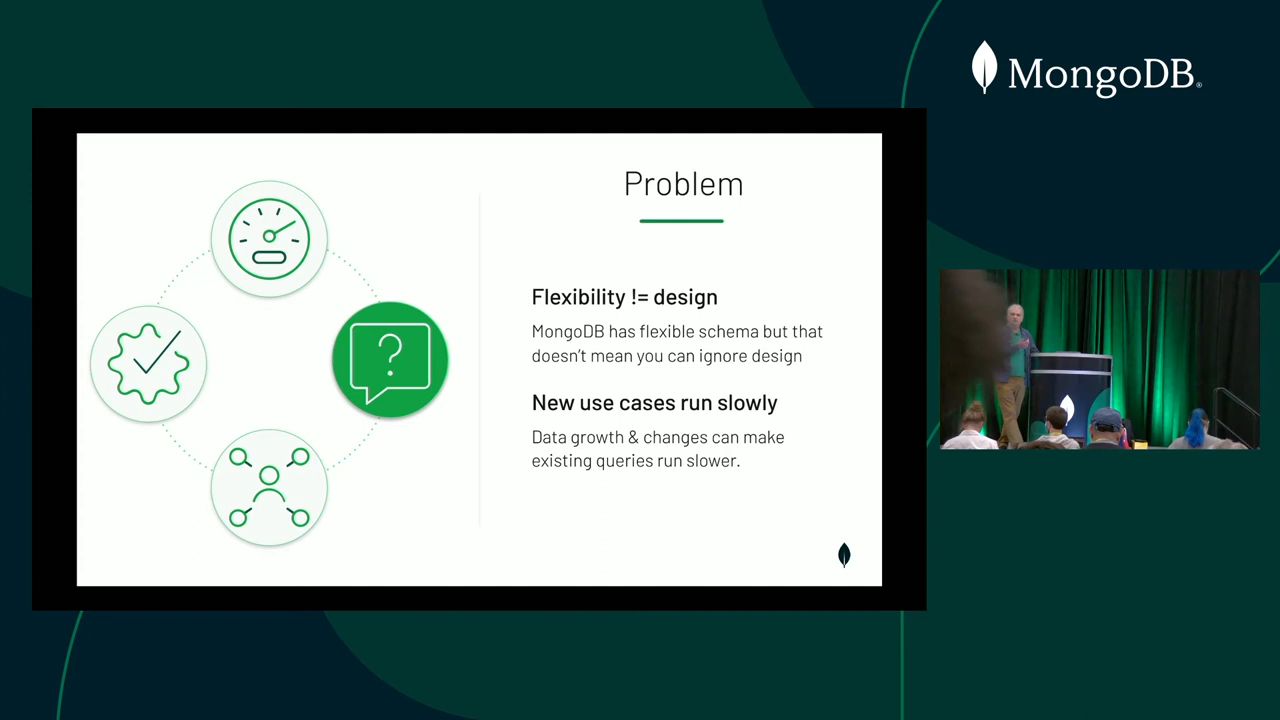 MongoDB®
Problem
Flexibility != design
MongoDB has flexible schema but that
doesn't mean you can ignore design
New use cases run slowly
Data growth & changes can make
existing queries run slower.